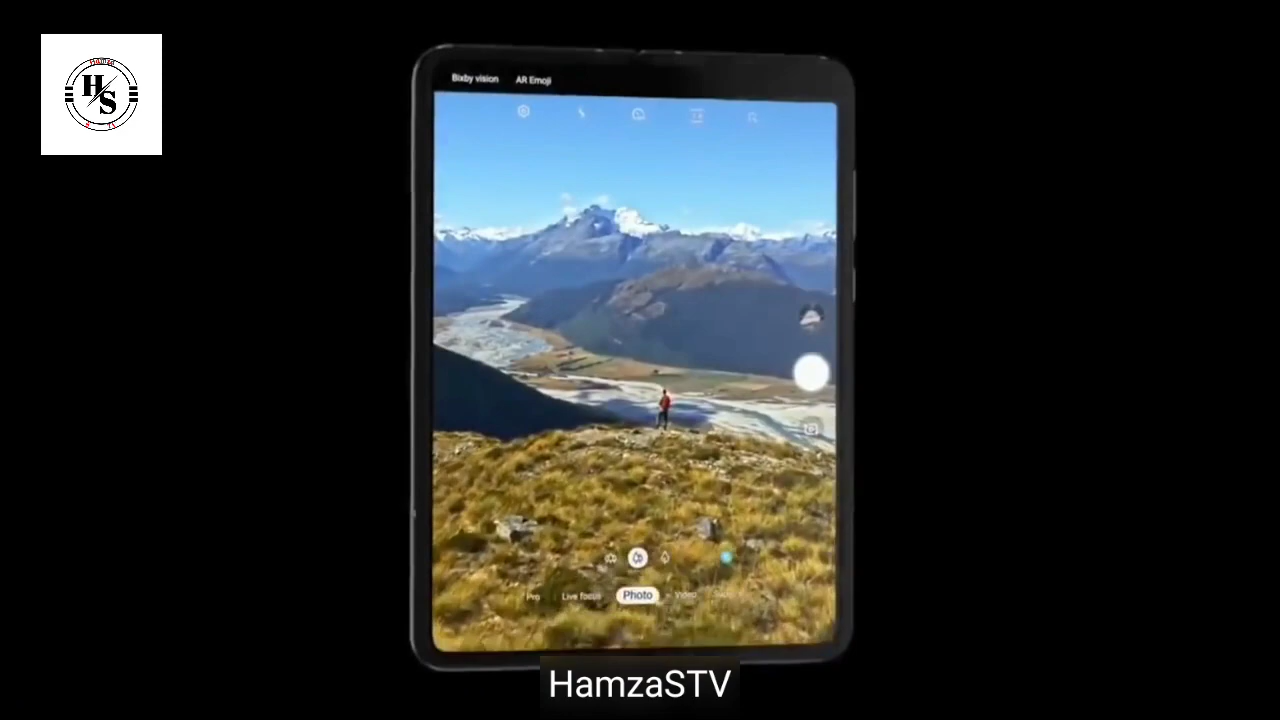 H
S
Bixby vision AR Emoji
Pro Live focus Photo Video
HamzaSTV